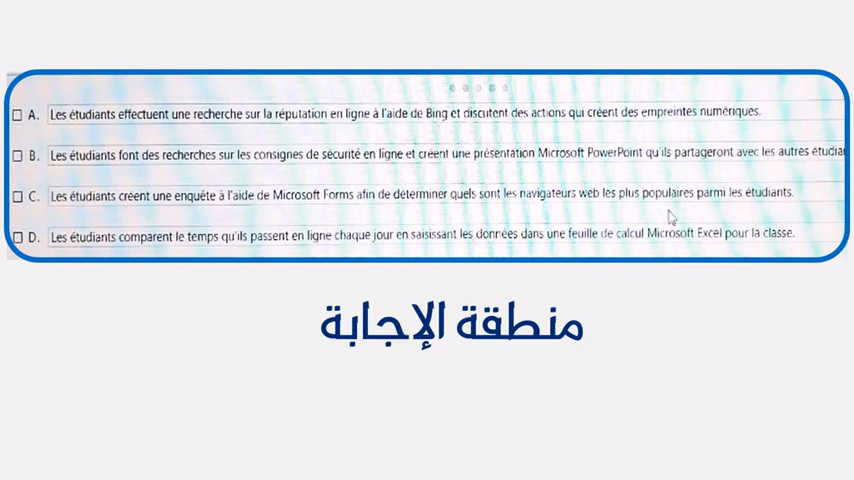 A. Les étudiants effectuent une recherche sur la réputation en ligne à l'aide de Bing et discutent des actions qui créent des empreintes numériques.
B. Les étudiants font des recherches sur les consignes de sécurité en ligne et créent une présentation Microsoft PowerPoint qu'ils partageront avec les autres
C. Les étudiants créent une enquête à l'aide de Microsoft Forms afin de déterminer quels sont les navigateurs web les plus populaires parmi les étudiants.
D. Les étudiants comparent le temps qu'ils passent en ligne chaque jour en saisissant les données dans une feuille de calcul Microsoft Excel pour la classe.
منطقة الإجابة